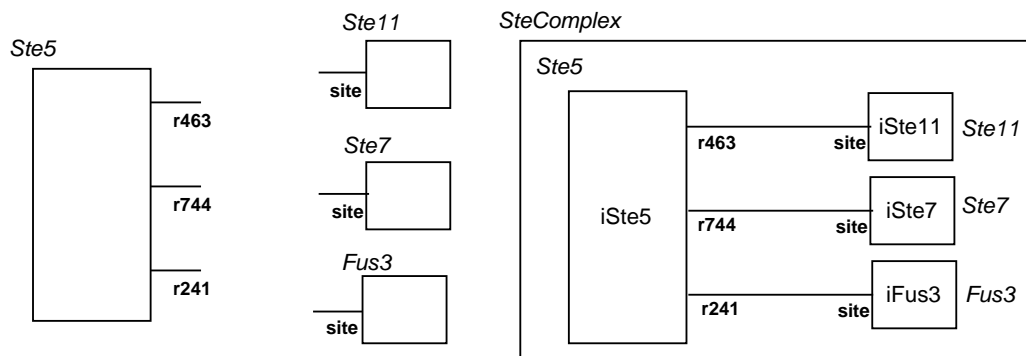 Ste5
r463
r744
r241
Ste11
site
Ste7
site
Fus3
site
SteComplex
Ste5
iSte5
r463
site
iSte11
Ste11
r744
site
iSte7
Ste7
r241
site
iFus3
Fus3